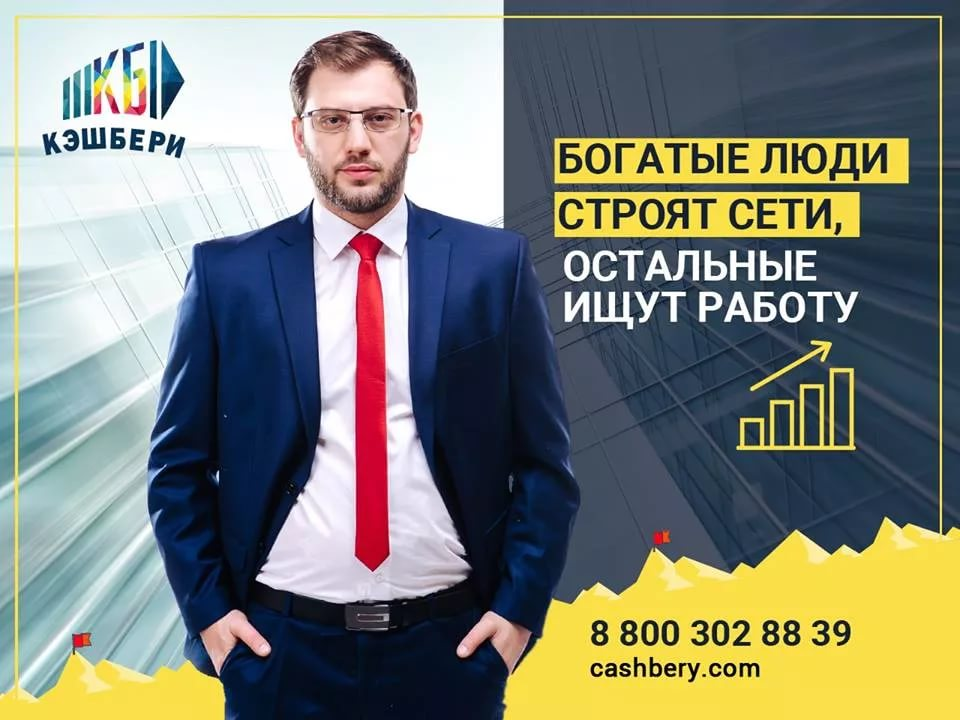 КБ
КЭШБЕРИ
БОГАТЫЕ ЛЮДИ
СТРОЯТ СЕТИ,
ОСТАЛЬНЫЕ
ИЩУТ РАБОТУ
8 800 302 88 39
cashbery.com